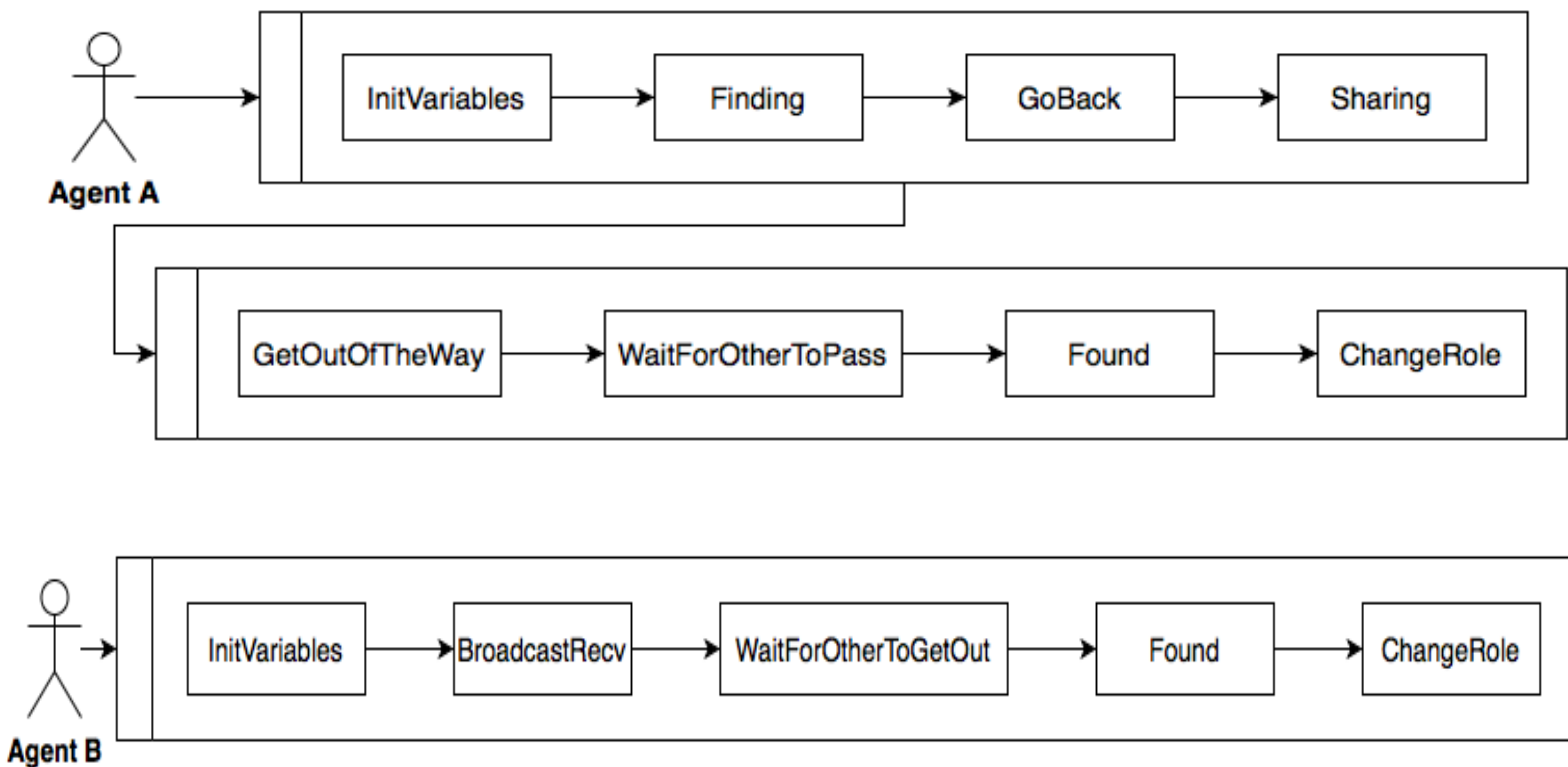 InitVariables
Finding
GoBack
Sharing
Agent A
GetOutOfTheWay
WaitForOtherToPass
Found
ChangeRole
InitVariables
BroadcastRecv
WaitForOtherToGetOut
Found
ChangeRole
Agent B